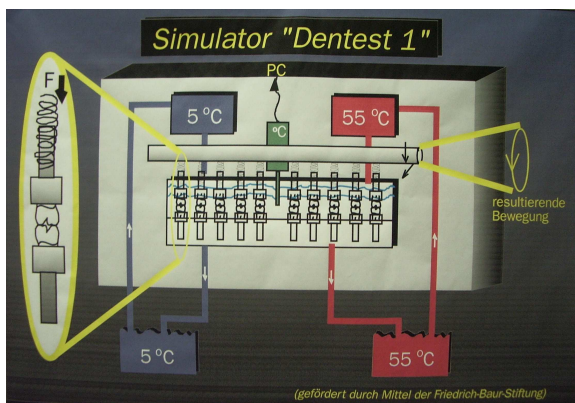 Simulator "Dentest 1"
PC
F
5 °C
55 °C
°C
resultierende
Bewegung
5 °C
55 °C
(gefördert durch Mittel der Friedrich-Baur-Stiftung)